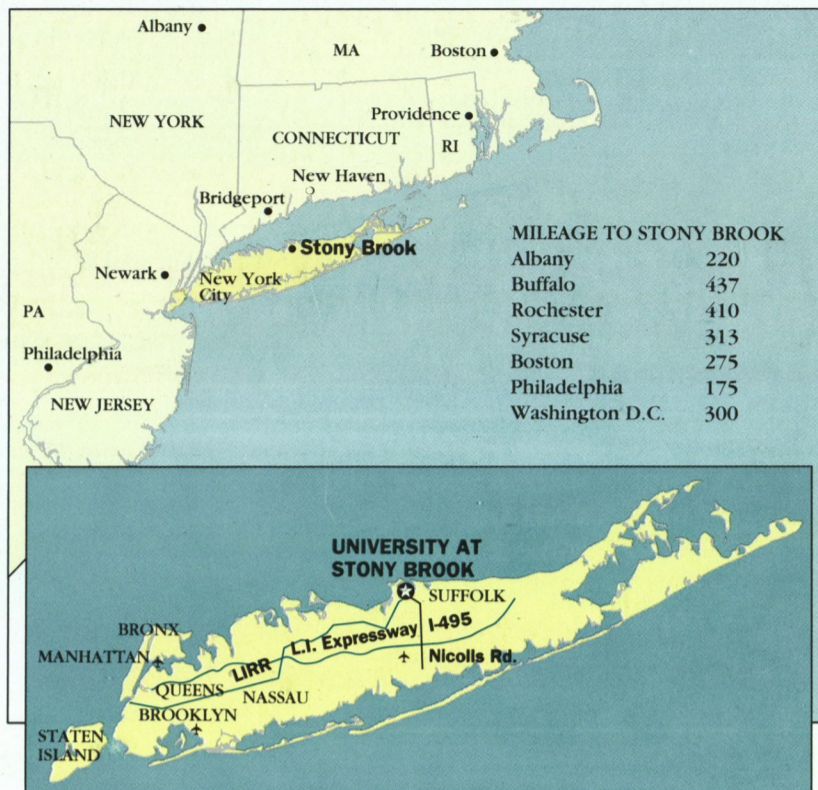 Albany
MA
Boston
NEW YORK
Providence
CONNECTICUT
RI
New Haven
Bridgeport
Stony Brook
Newark
New York
City
PA
Philadelphia
NEW JERSEY
MILEAGE TO STONY BROOK
Albany 220
Buffalo 437
Rochester 410
Syracuse 313
Boston 275
Philadelphia 175
Washington D.C. 300
UNIVERSITY AT
STONY BROOK
SUFFOLK
BRONX
L.I. Expressway
I-495
MANHATTAN
LIRR
Nicolls Rd.
QUEENS
NASSAU
BROOKLYN
STATEN
ISLAND